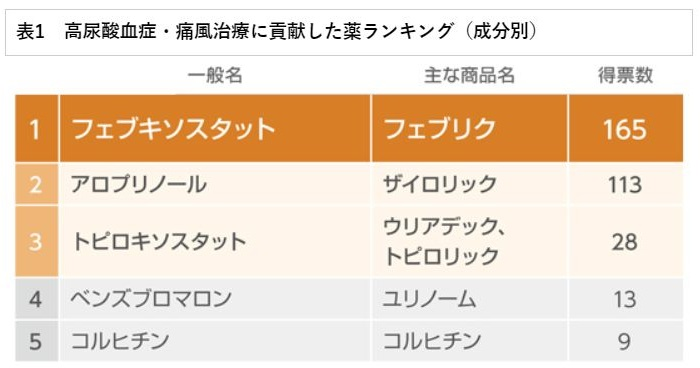 表1　高尿酸血症・痛風治療に貢献した薬ランキング（成分別）
一般名 主な商品名 得票数
1 フェブキソスタット フェブリク 165
2 アロプリノール ザイロリック 113
3 トピロキソスタット ウリアデック、
トピロリック 28
4 ベンズブロマロン ユリノーム 13
5 コルヒチン コルヒチン 9